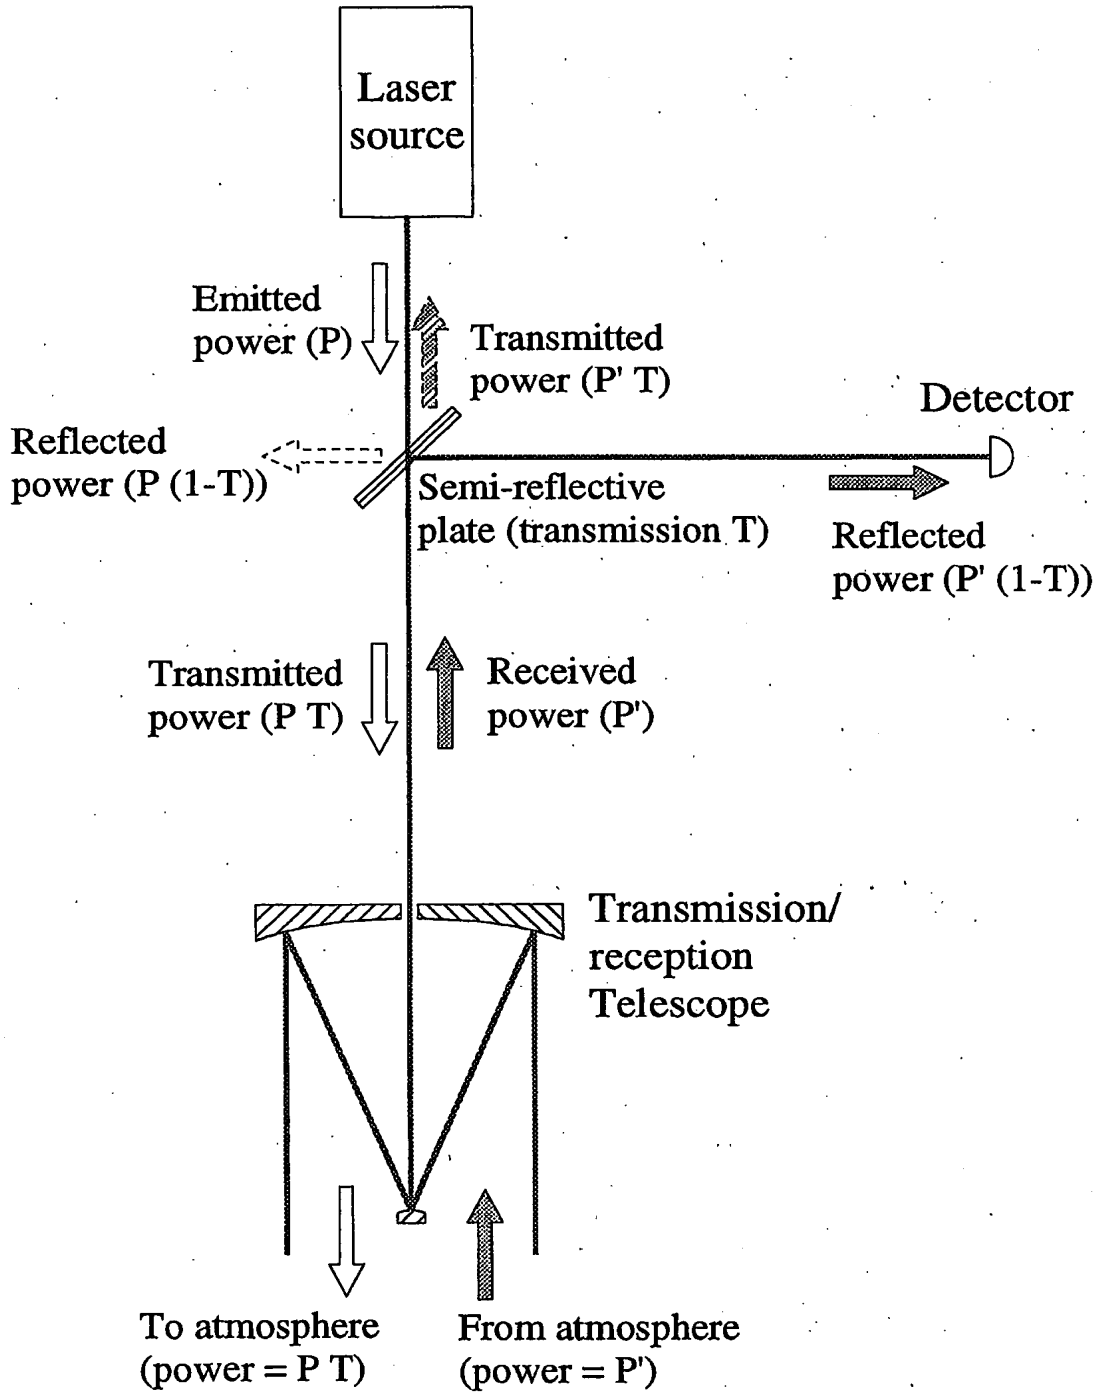 Laser
source
Emitted
power (P)
Transmitted
power (P' T)
Detector
Reflected
power (P (1-T))
Semi-reflective
plate (transmission T)
Reflected
power (P' (1-T))
Transmitted
power (P T)
Received
power (P')
Transmission/
reception
Telescope
To atmosphere
(power = P T)
From atmosphere
(power = P')